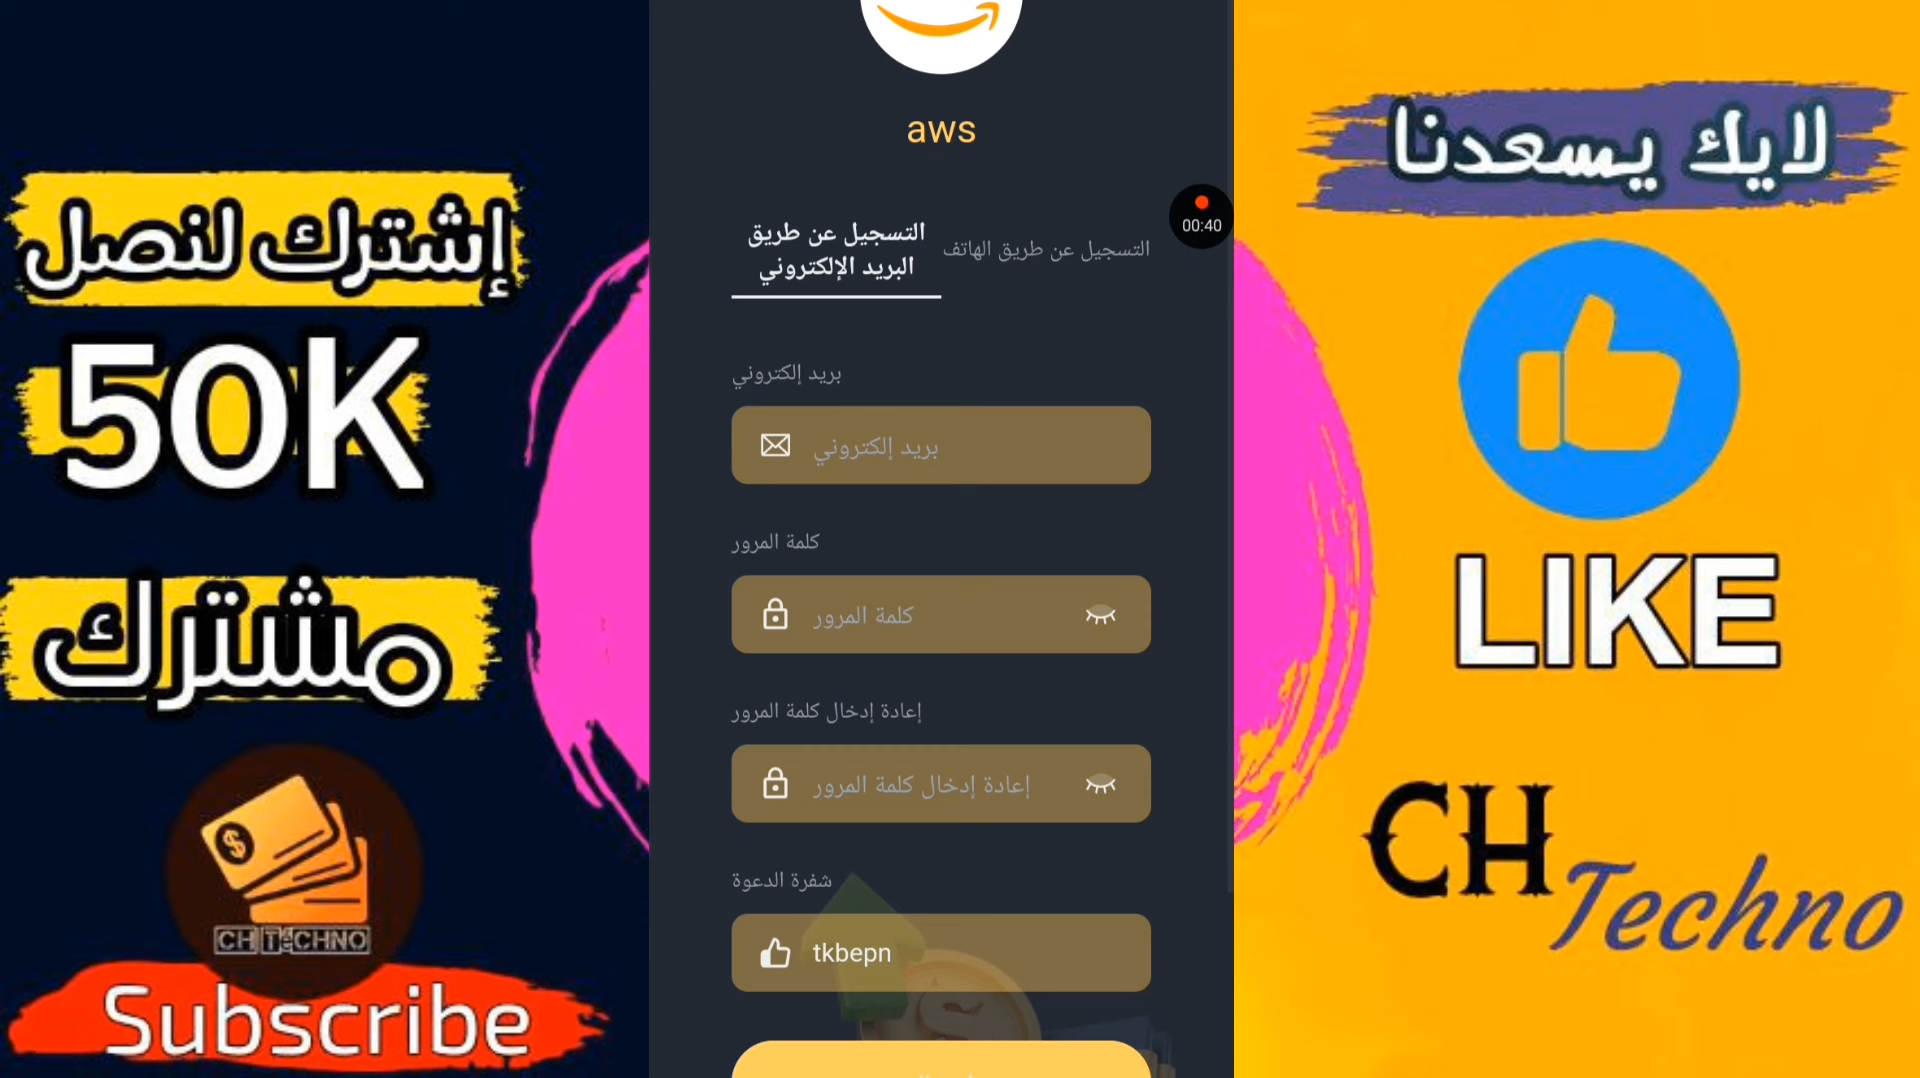 إشترك لنصل
50K
مشترك
CH TeCHNO
Subscribe
aws
التسجيل عن طريق
البريد الإلكتروني
التسجيل عن طريق الهاتف
00:40
بريد إلكتروني
بريد إلكتروني
كلمة المرور
كلمة المرور
إعادة إدخال كلمة المرور
إعادة إدخال كلمة المرور
شفرة الدعوة
tkbepn
لايك يسعدنا
LIKE
CH
Techno